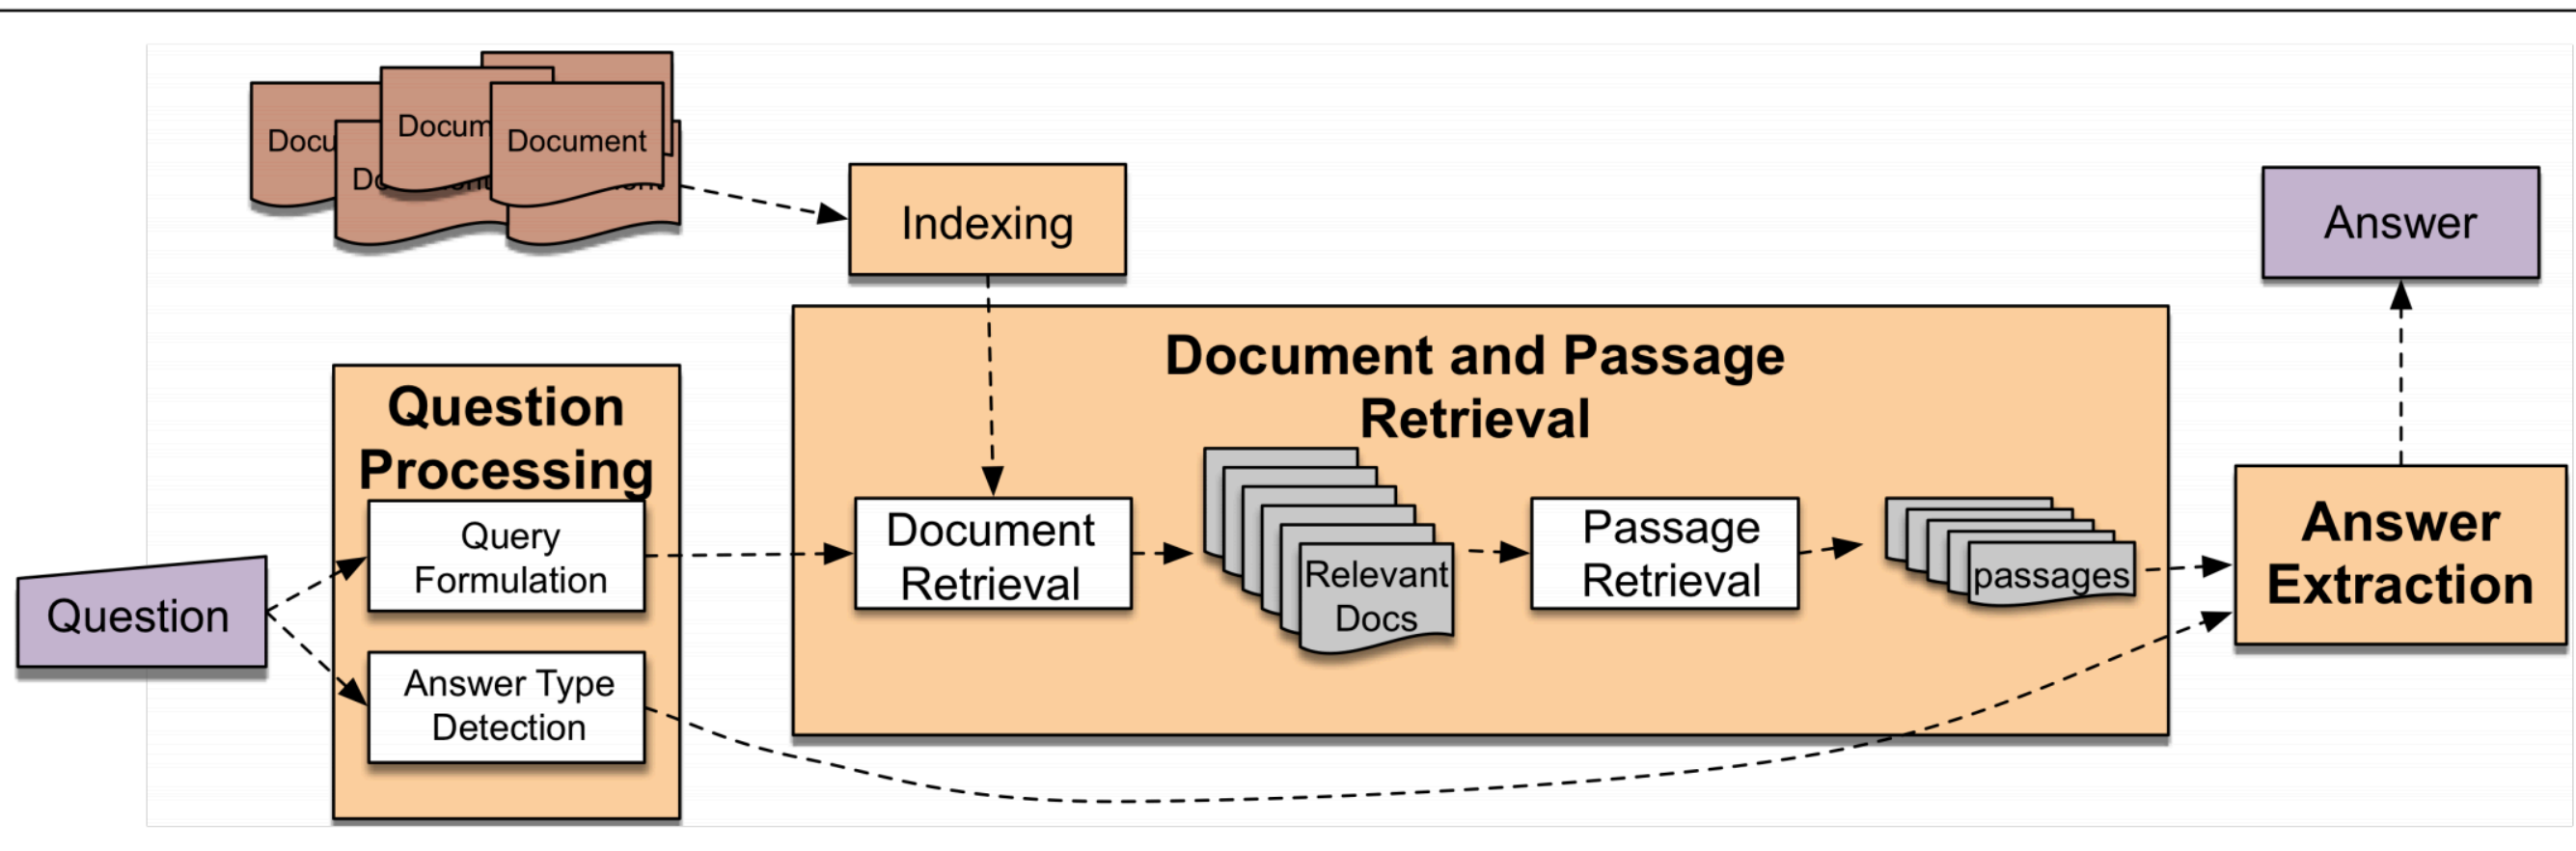 Docu
Docum
Document
Indexing
Answer
Document and Passage
Retrieval
Question
Processing
Query
Formulation
Document
Retrieval
Relevant
Docs
Passage
Retrieval
passages
Answer
Extraction
Question
Answer Type
Detection